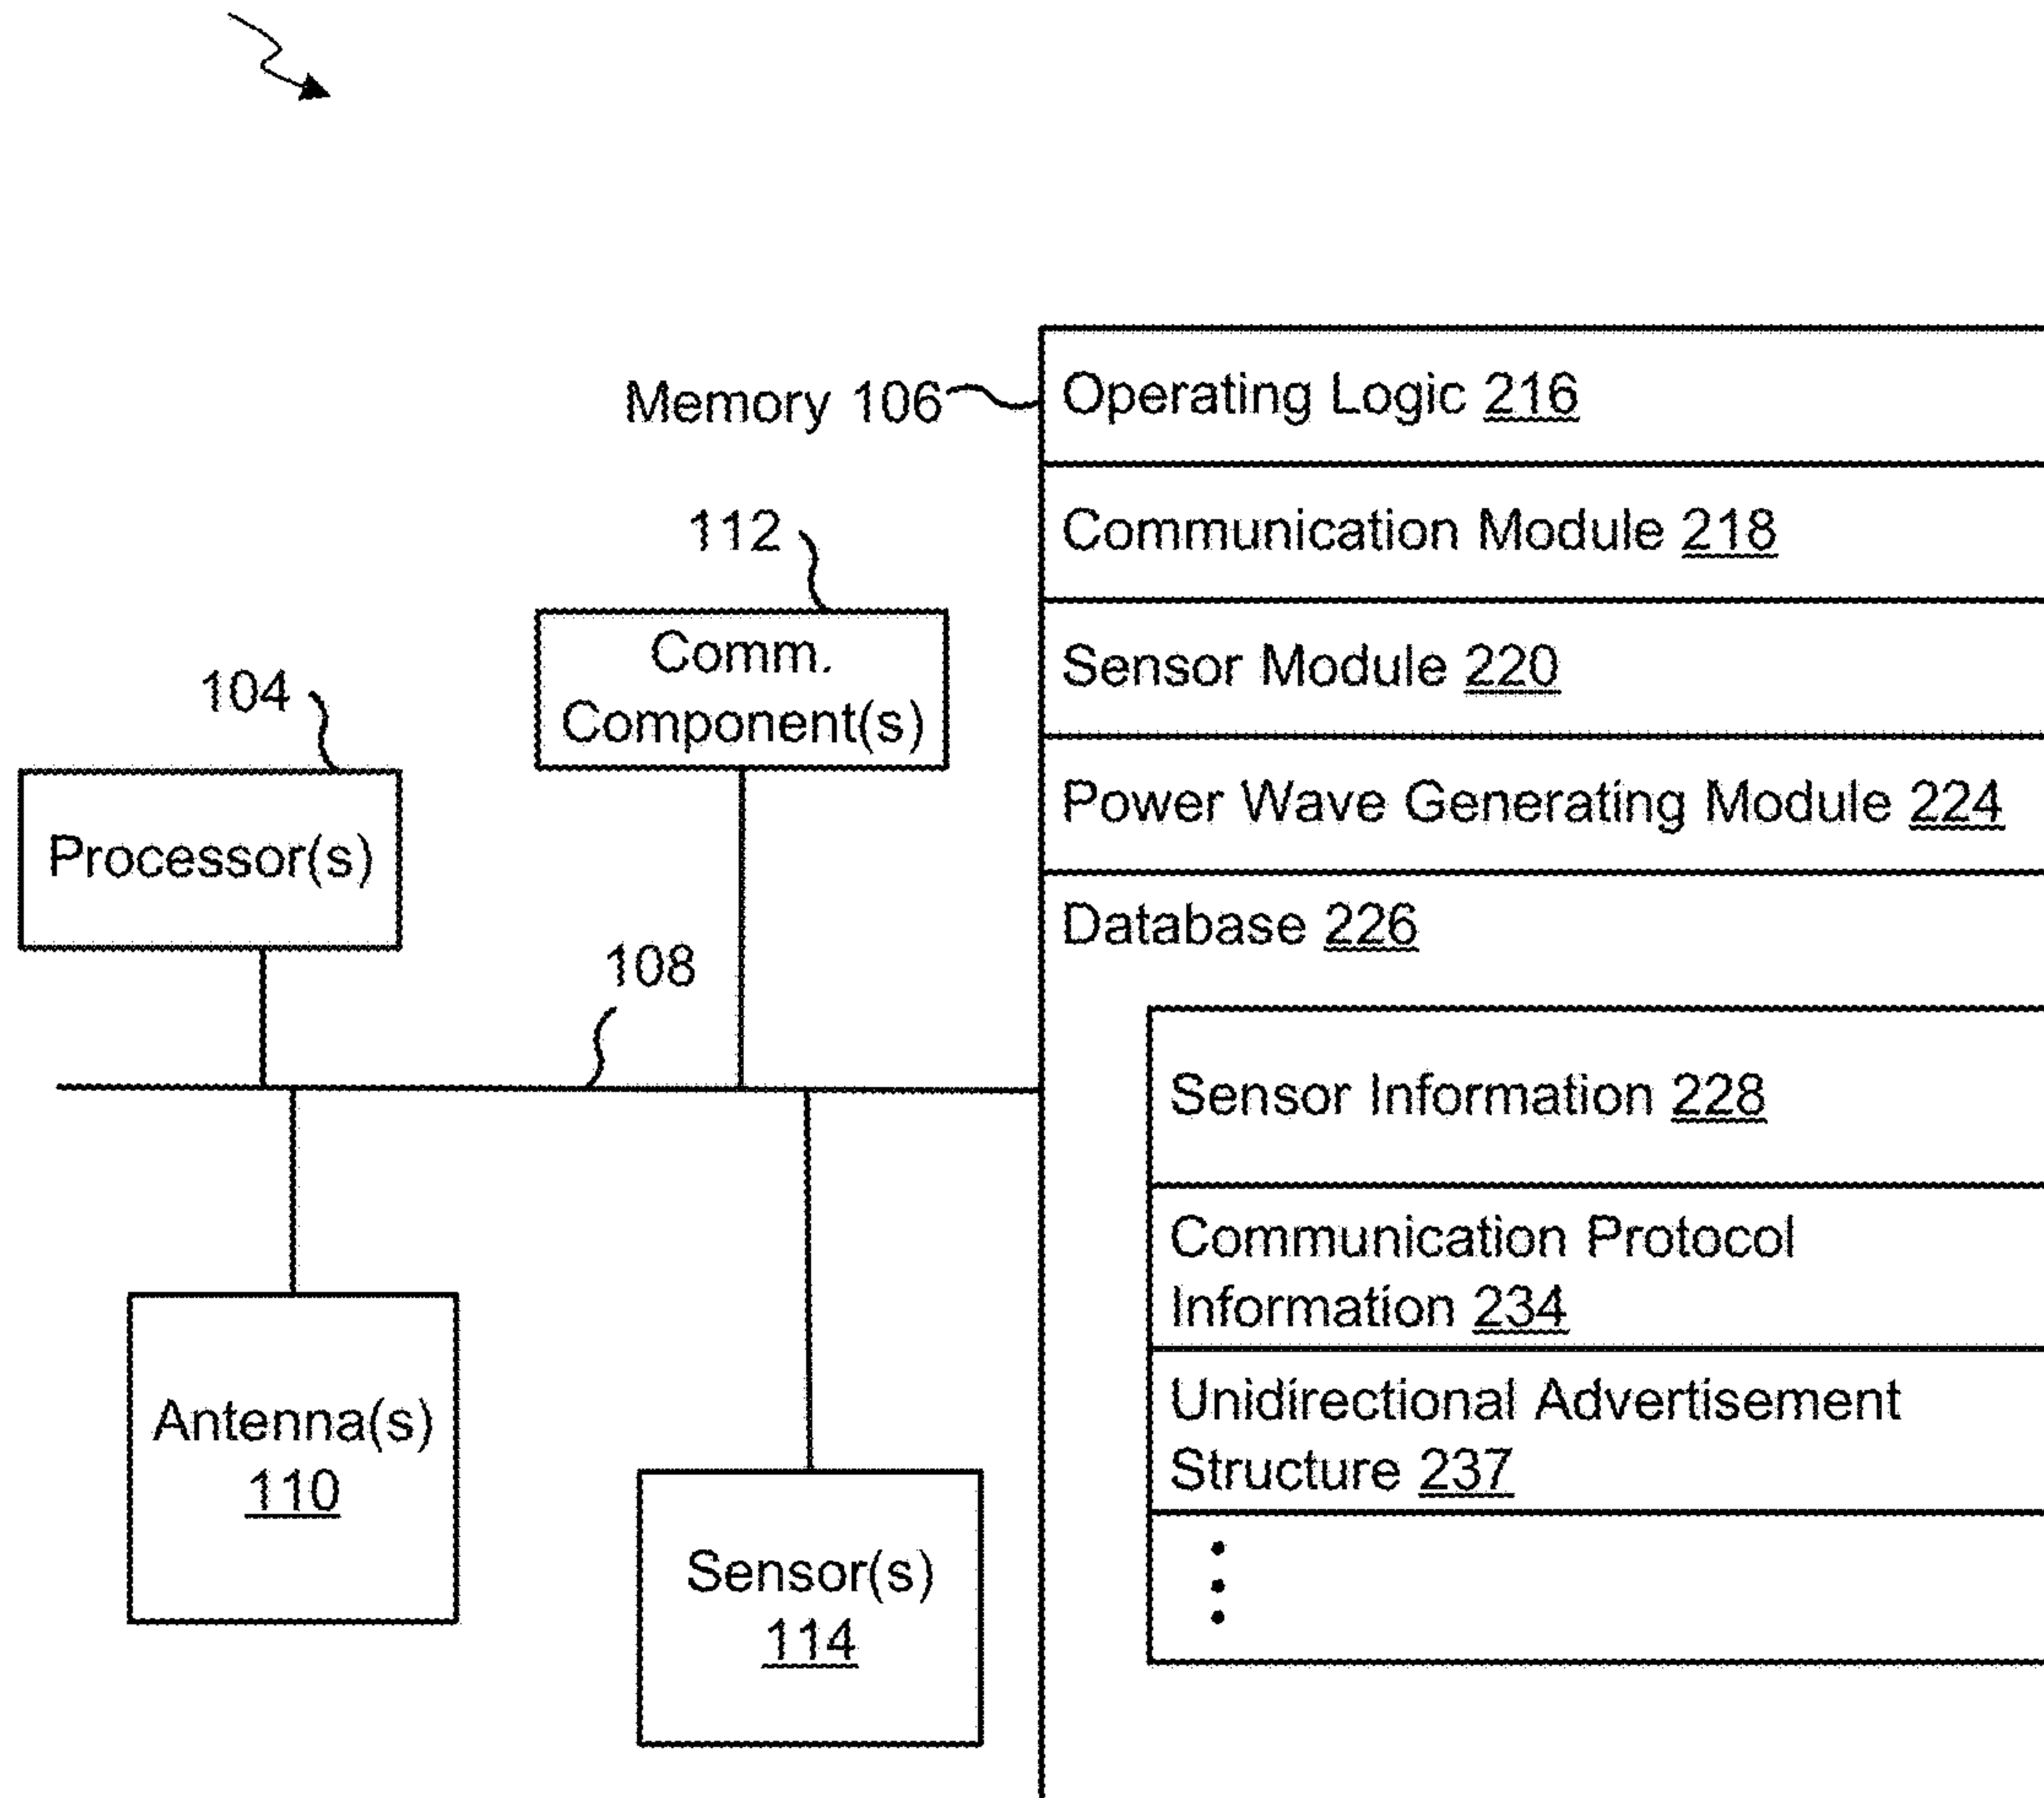 Memory 106
Operating Logic 216
Communication Module 218
Sensor Module 220
Power Wave Generating Module 224
Database 226
Sensor Information 228
Communication Protocol
Information 234
Unidirectional Advertisement
Structure 237
112
Comm.
Component(s)
104
Processor(s)
108
Antenna(s)
110
Sensor(s)
114